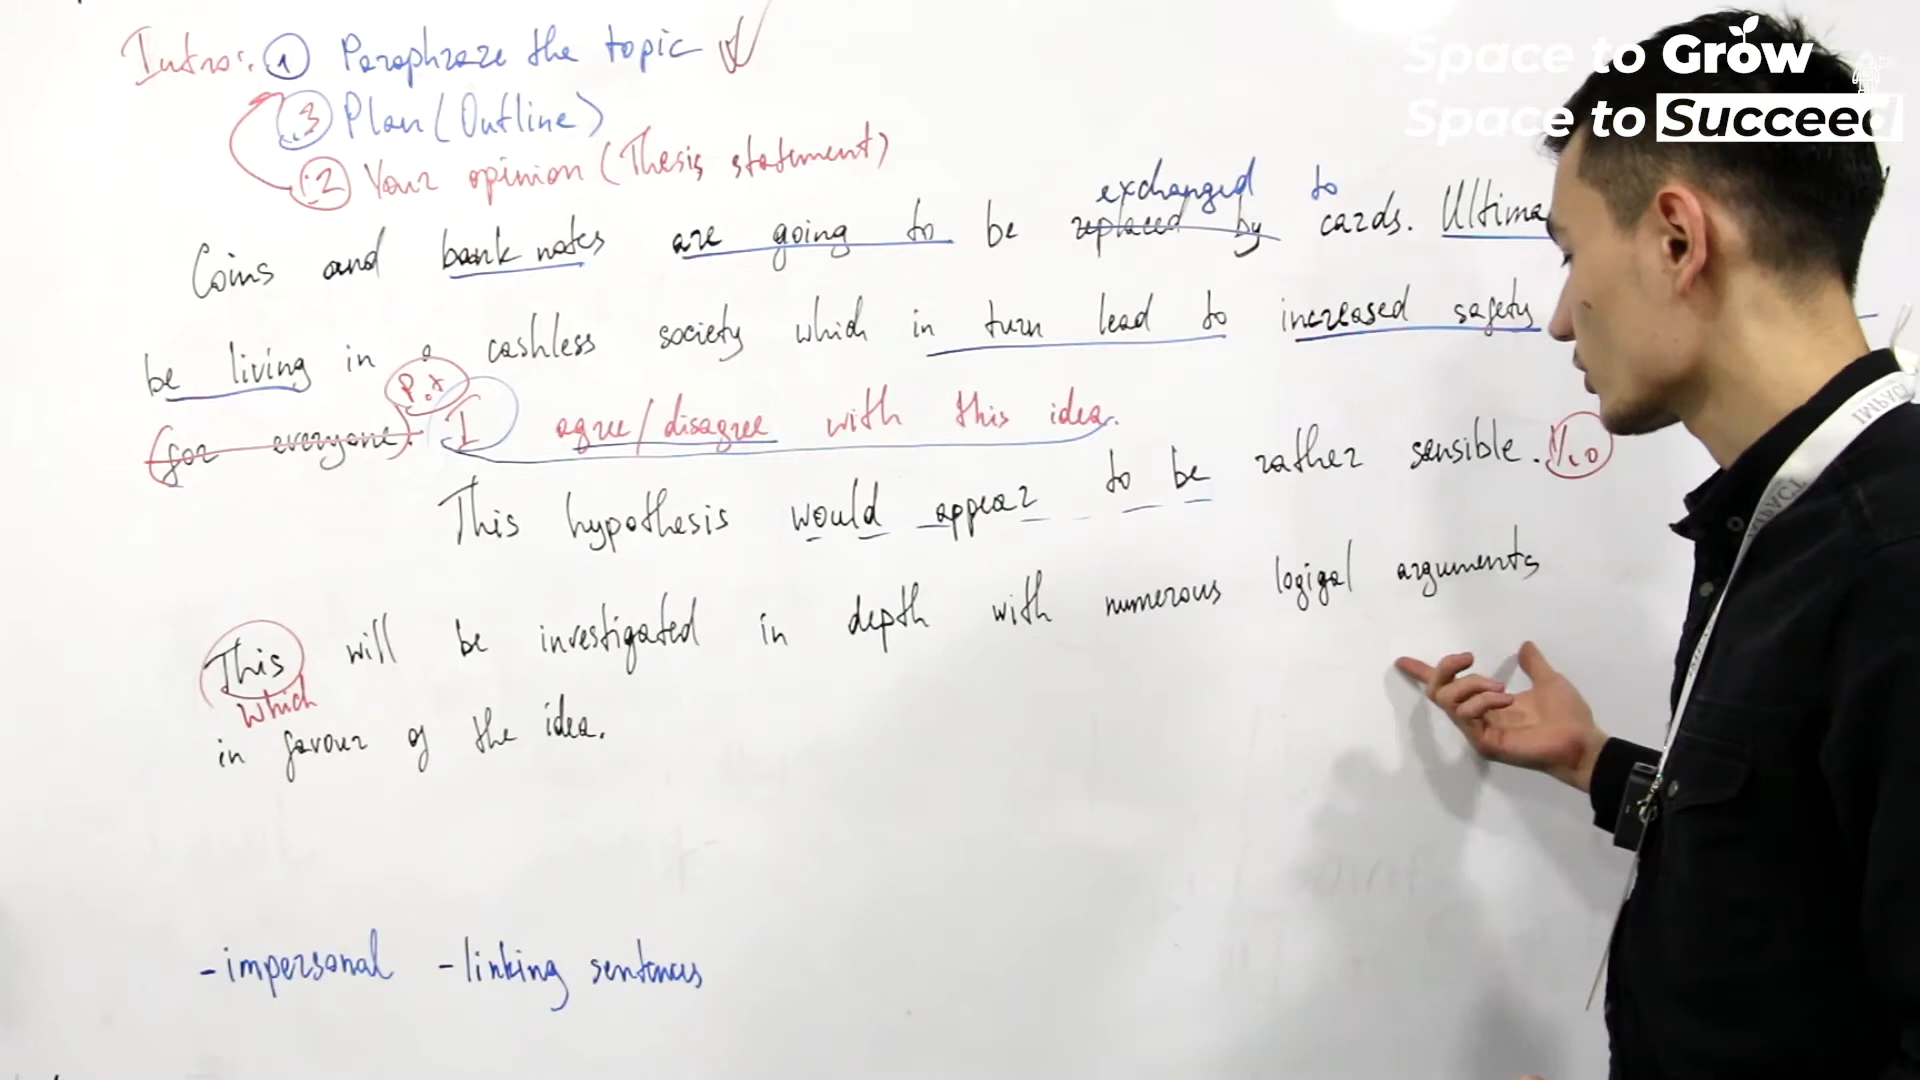 Intro: ① Paraphraze the topic
③ Plan (Outline)
② Your opinion (Thesis statement)
exchanged to
Coins and bank notes are going to be replaced by cards. Ultima
be living in a cashless society which in turn lead to increased safety
P.
(for everyone). I agree/disagree with this idea.
This hypothesis would appear to be rather sensible.
This will be investigated in depth with numerous logigal arguments
which
in favour of the idea.
- impersonal - linking sentences
Space to Grow
Space to Succeed